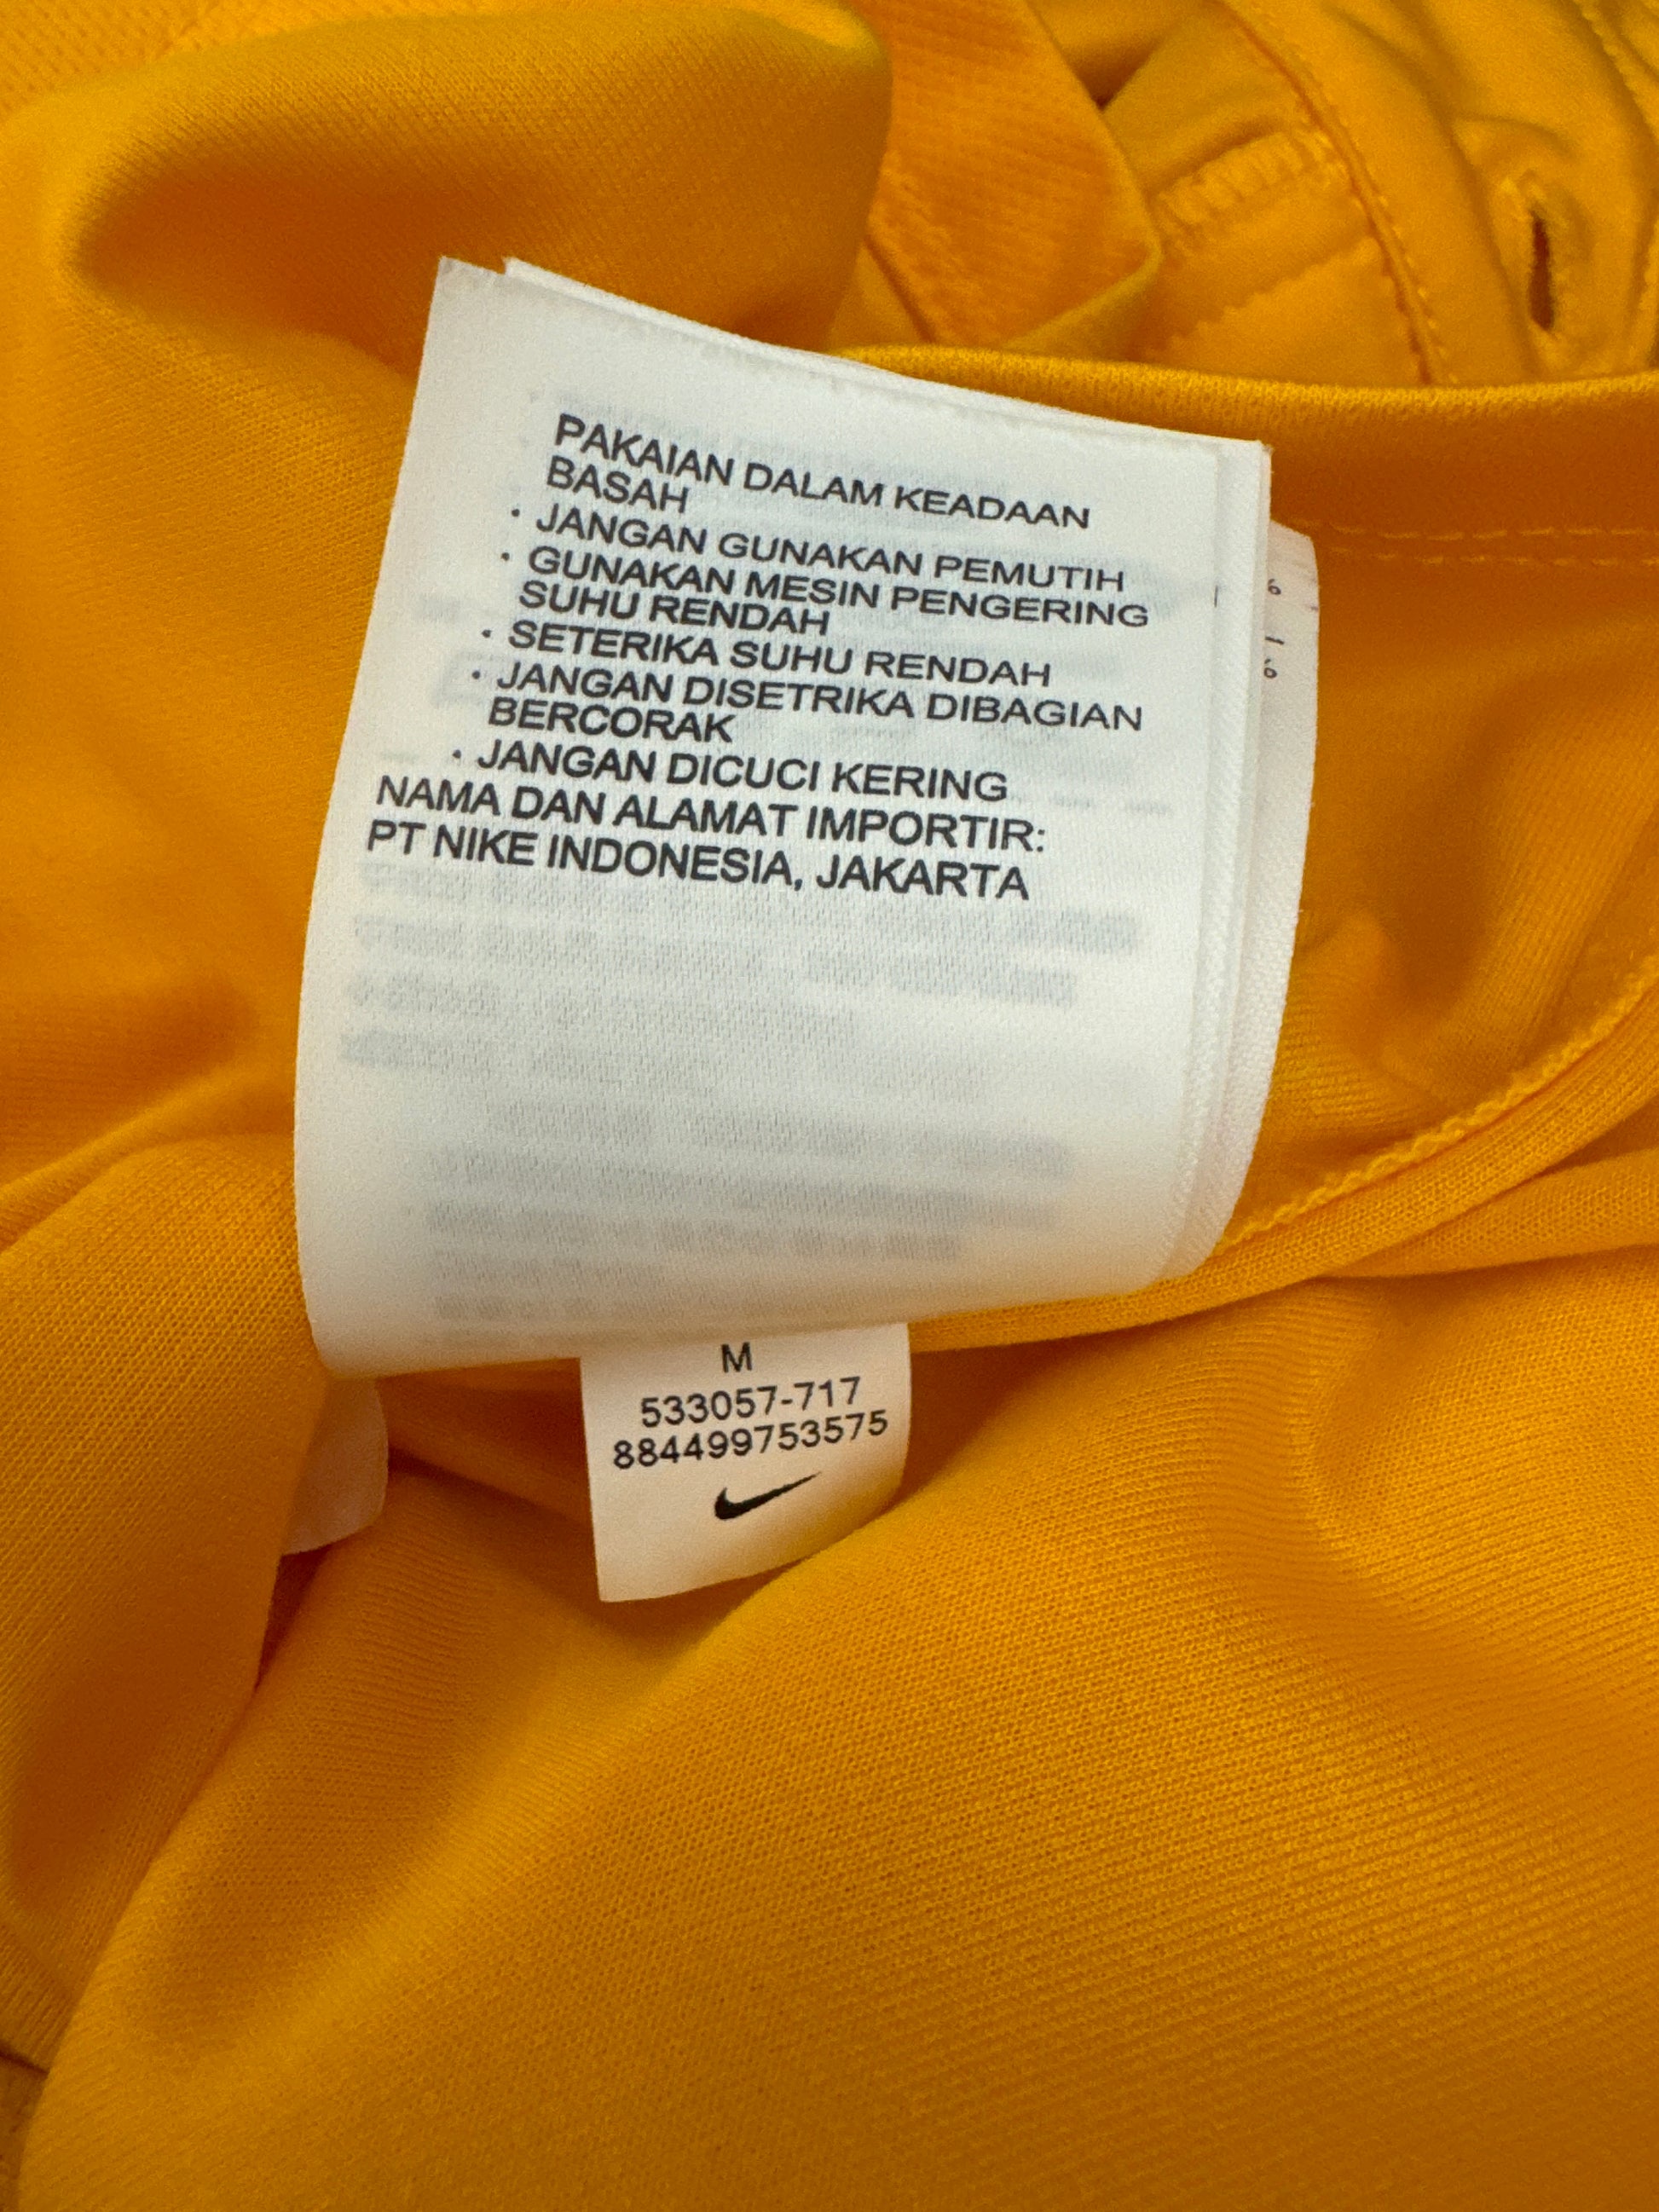 PAKAIAN DALAM KEADAAN
BASAH
· JANGAN GUNAKAN PEMUTIH
· GUNAKAN MESIN PENGERING
SUHU RENDAH
· SETERIKA SUHU RENDAH
· JANGAN DISETRIKA DIBAGIAN
BERCORAK
· JANGAN DICUCI KERING
NAMA DAN ALAMAT IMPORTIR:
PT NIKE INDONESIA, JAKARTA
M
533057-717
884499753575